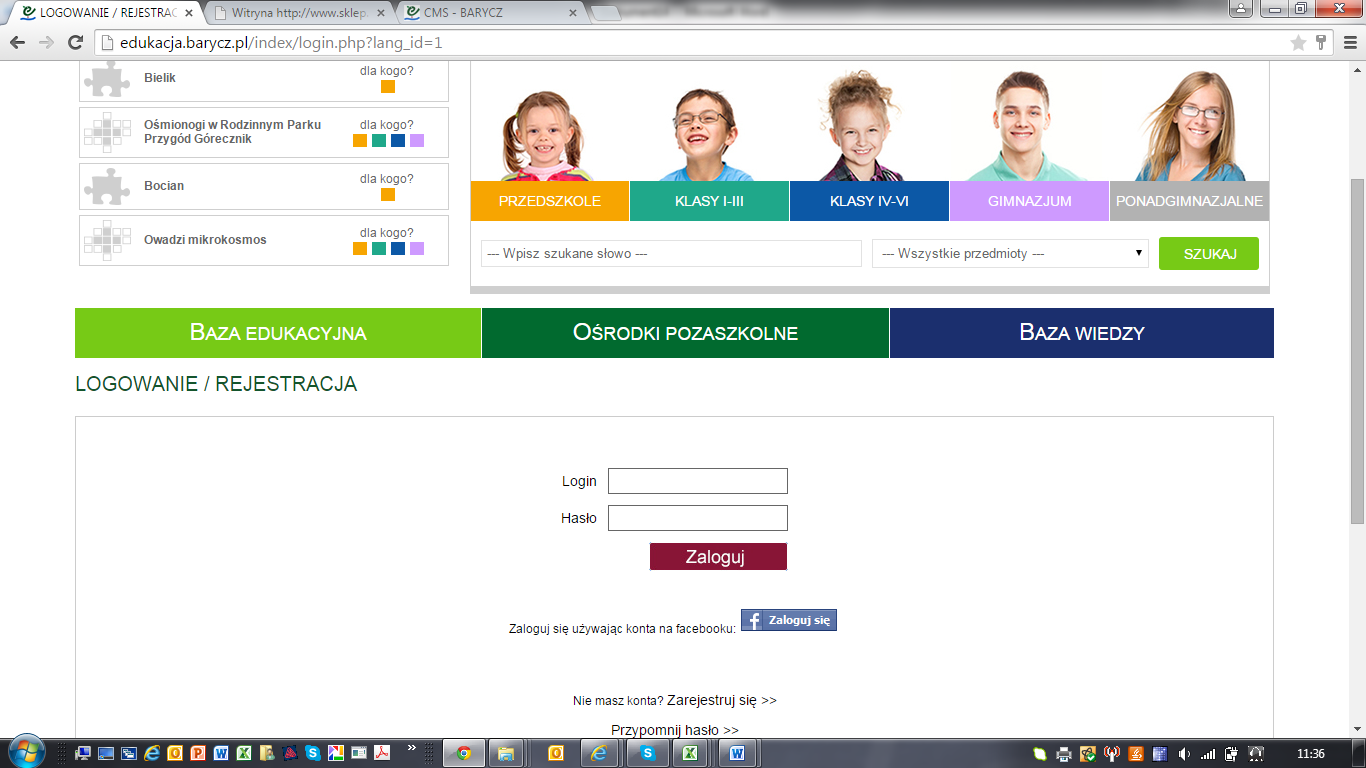 LOGOWANIE / REJESTRAC
Witryna http://www.sklep.
CMS - BARYCZ
edukacja.barycz.pl/index/login.php?lang_id=1
Bielik
dla kogo?
Ośmionogi w Rodzinnym Parku
Przygód Górecznik
dla kogo?
Bocian
dla kogo?
Owadzi mikrokosmos
dla kogo?
PRZEDSZKOLE
KLASY I-III
KLASY IV-VI
GIMNAZJUM
PONADGIMNAZJALNE
--- Wpisz szukane słowo ---
--- Wszystkie przedmioty ---
SZUKAJ
BAZA EDUKACYJNA
OŚRODKI POZASZKOLNE
BAZA WIEDZY
LOGOWANIE / REJESTRACJA
Login
Hasło
Zaloguj
Zaloguj się używając konta na facebooku:
Zaloguj się
Nie masz konta? Zarejestruj się >>
Przypomnij hasło >>
11:36